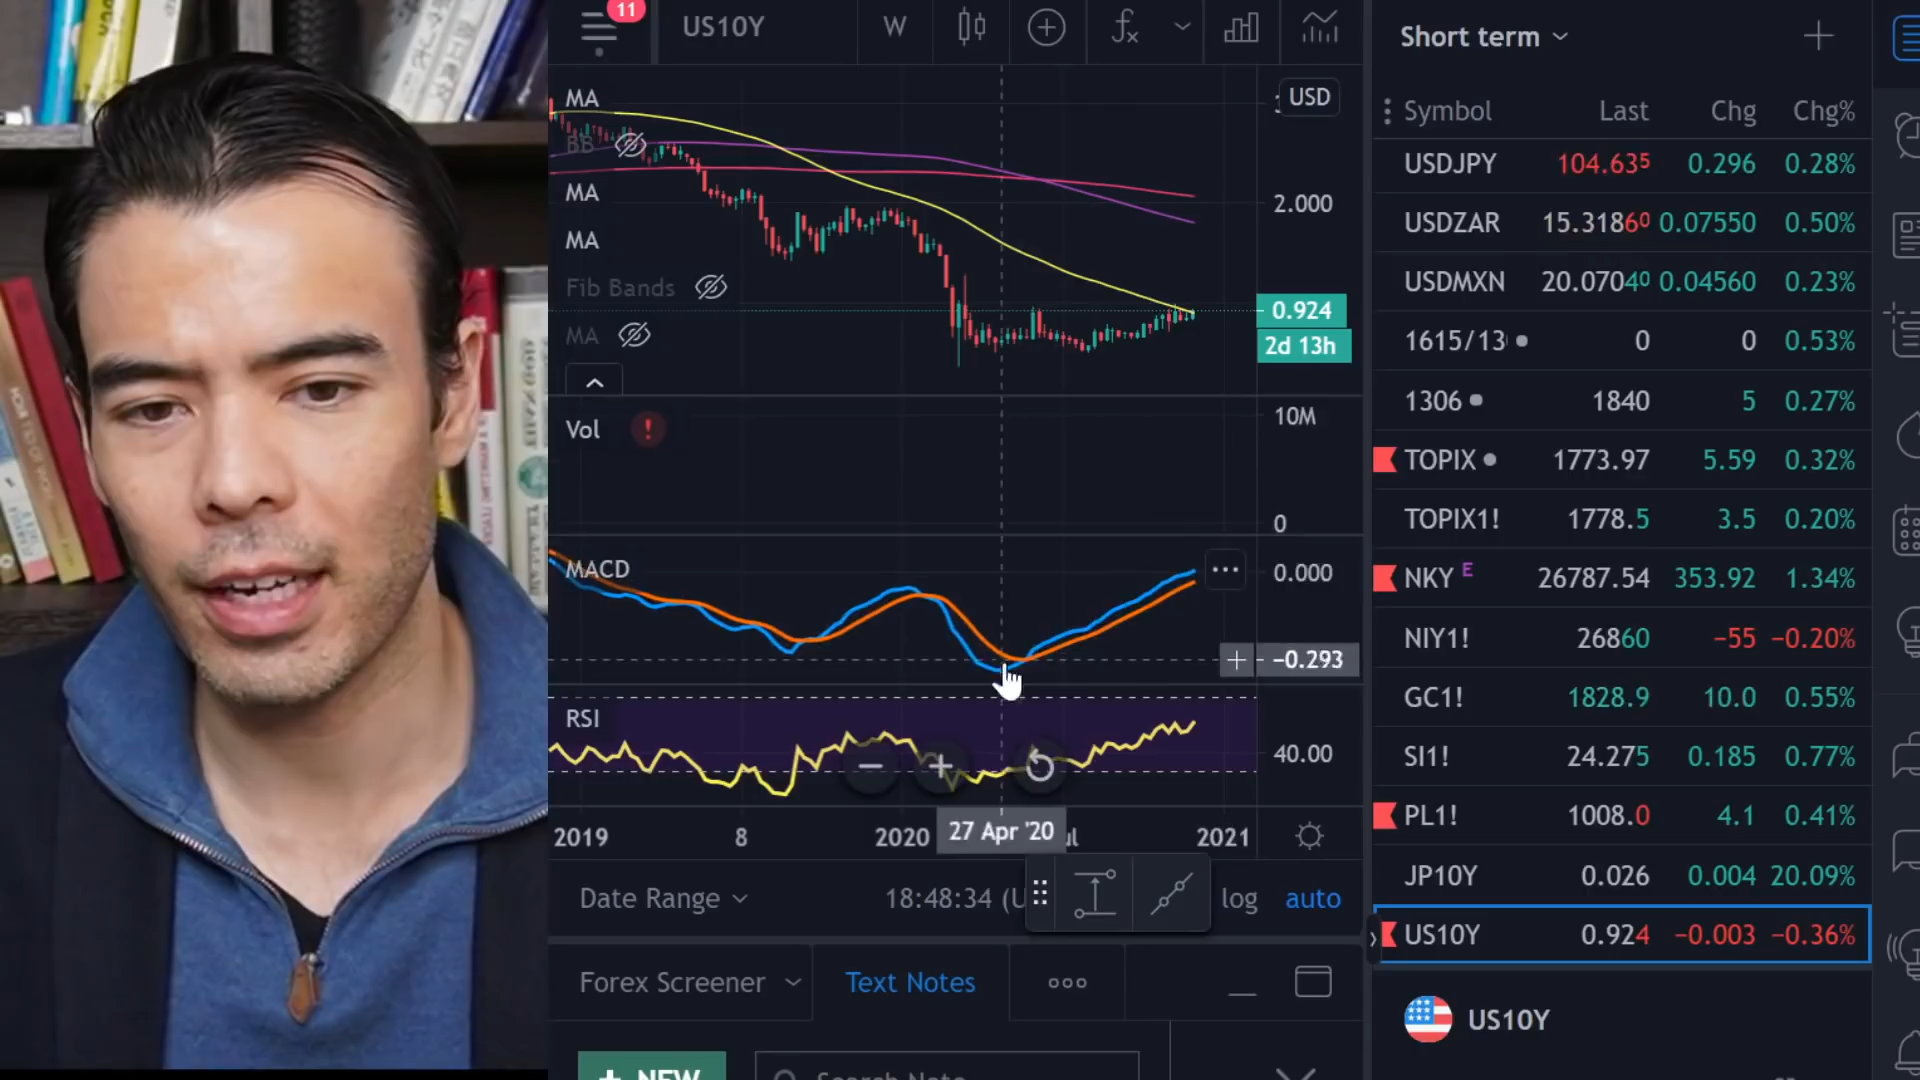 11
US10Y
W
USD
MA
BB
MA
MA
Fib Bands
MA
2.000
0.924
2d 13h
Vol
!
10M
0
MACD
0.000
−0.293
RSI
40.00
2019
8
2020
27 Apr '20
2021
Date Range
18:48:34 (U
log
auto
Forex Screener
Text Notes
+ NEW
Search Note
Short term
Symbol Last Chg Chg%
USDJPY 104.635 0.296 0.28%
USDZAR 15.31860 0.07550 0.50%
USDMXN 20.07040 0.04560 0.23%
1615/13 0 0 0.53%
1306 1840 5 0.27%
TOPIX 1773.97 5.59 0.32%
TOPIX1! 1778.5 3.5 0.20%
NKY E 26787.54 353.92 1.34%
NIY1! 26860 −55 −0.20%
GC1! 1828.9 10.0 0.55%
SI1! 24.275 0.185 0.77%
PL1! 1008.0 4.1 0.41%
JP10Y 0.026 0.004 20.09%
US10Y 0.924 −0.003 −0.36%
US10Y